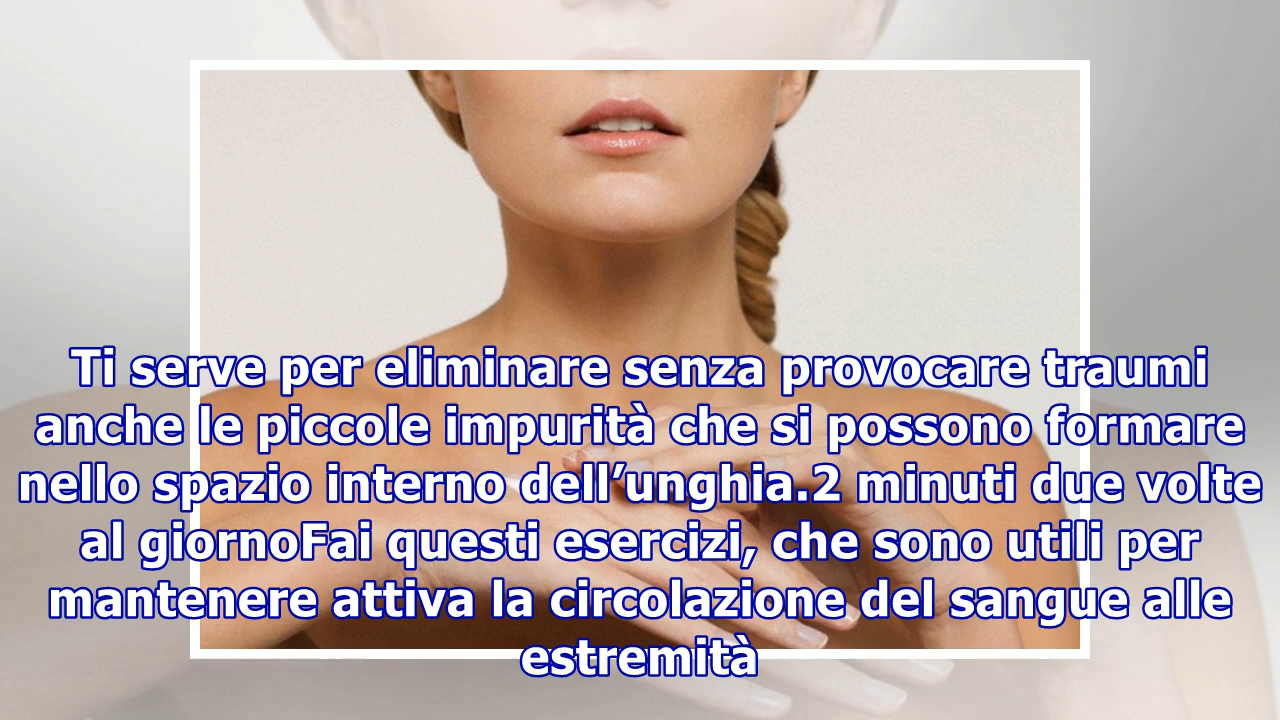 Ti serve per eliminare senza provocare traumi
anche le piccole impurità che si possono formare
nello spazio interno dell’unghia.2 minuti due volte
al giornoFai questi esercizi, che sono utili per
mantenere attiva la circolazione del sangue alle
estremità